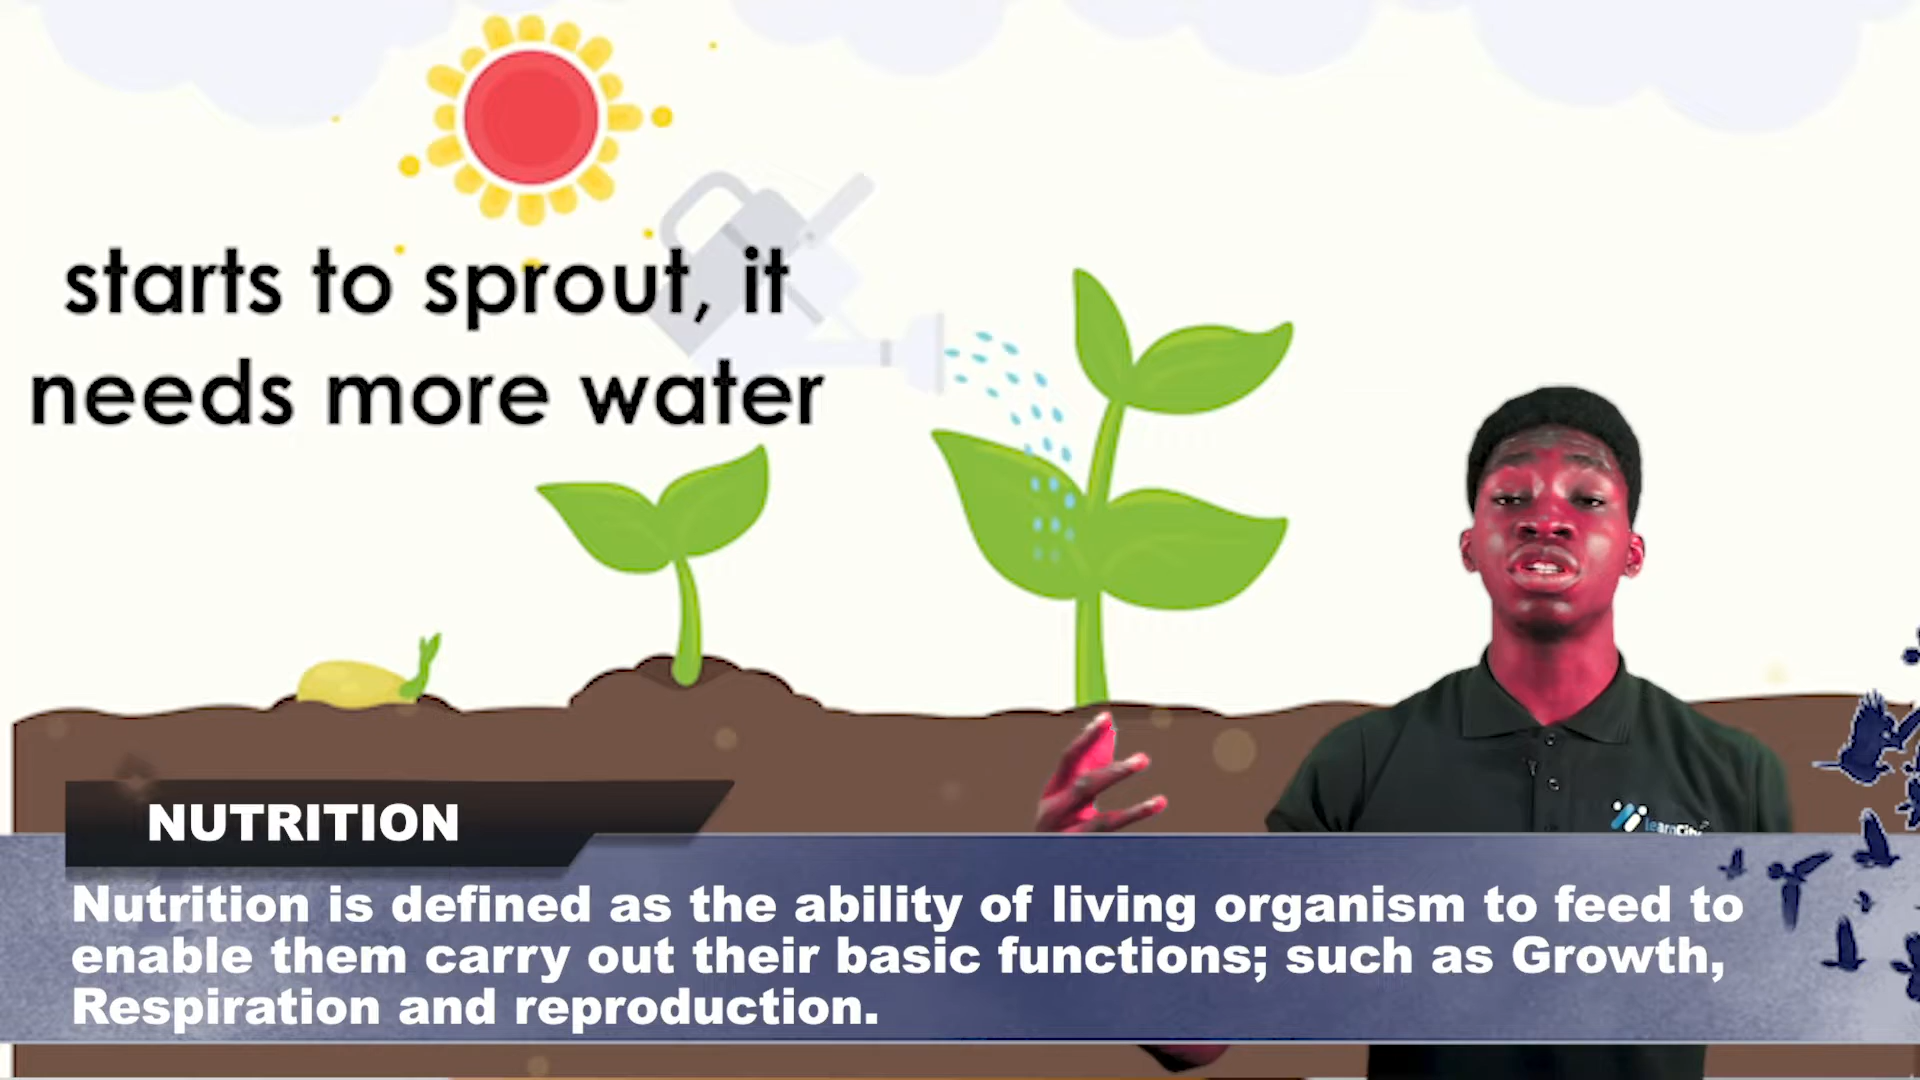 starts to sprout, it
needs more water
learnCity
NUTRITION
Nutrition is defined as the ability of living organism to feed to
enable them carry out their basic functions; such as Growth,
Respiration and reproduction.